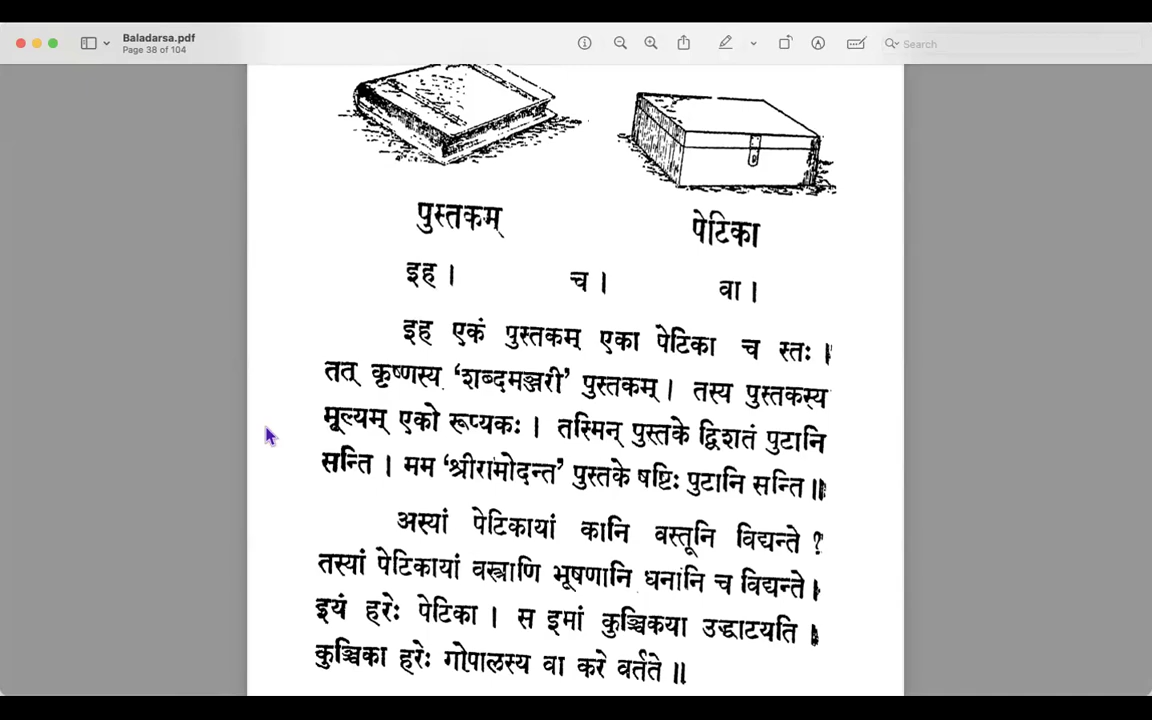 Baladarsa.pdf
Page 38 of 104
Search
पुस्तकम् पेटिका
इह । च । वा ।
इह एकं पुस्तकम् एका पेटिका च स्तः ।
तत् कृष्णस्य ‘शब्दमञ्जरी’ पुस्तकम् । तस्य पुस्तकस्य
मूल्यम् एको रूप्यकः । तस्मिन् पुस्तके द्विशतं पुटानि
सन्ति । मम ‘श्रीरामोदन्त’ पुस्तके षष्टिः पुटानि सन्ति ॥
अस्यां पेटिकायां कानि वस्तूनि विद्यन्ते ?
तस्यां पेटिकायां वस्त्राणि भूषणानि धनानि च विद्यन्ते ।
इयं हरेः पेटिका । स इमां कुञ्चिकया उद्घाटयति ।
कुञ्चिका हरेः गोपालस्य वा करे वर्तते ॥